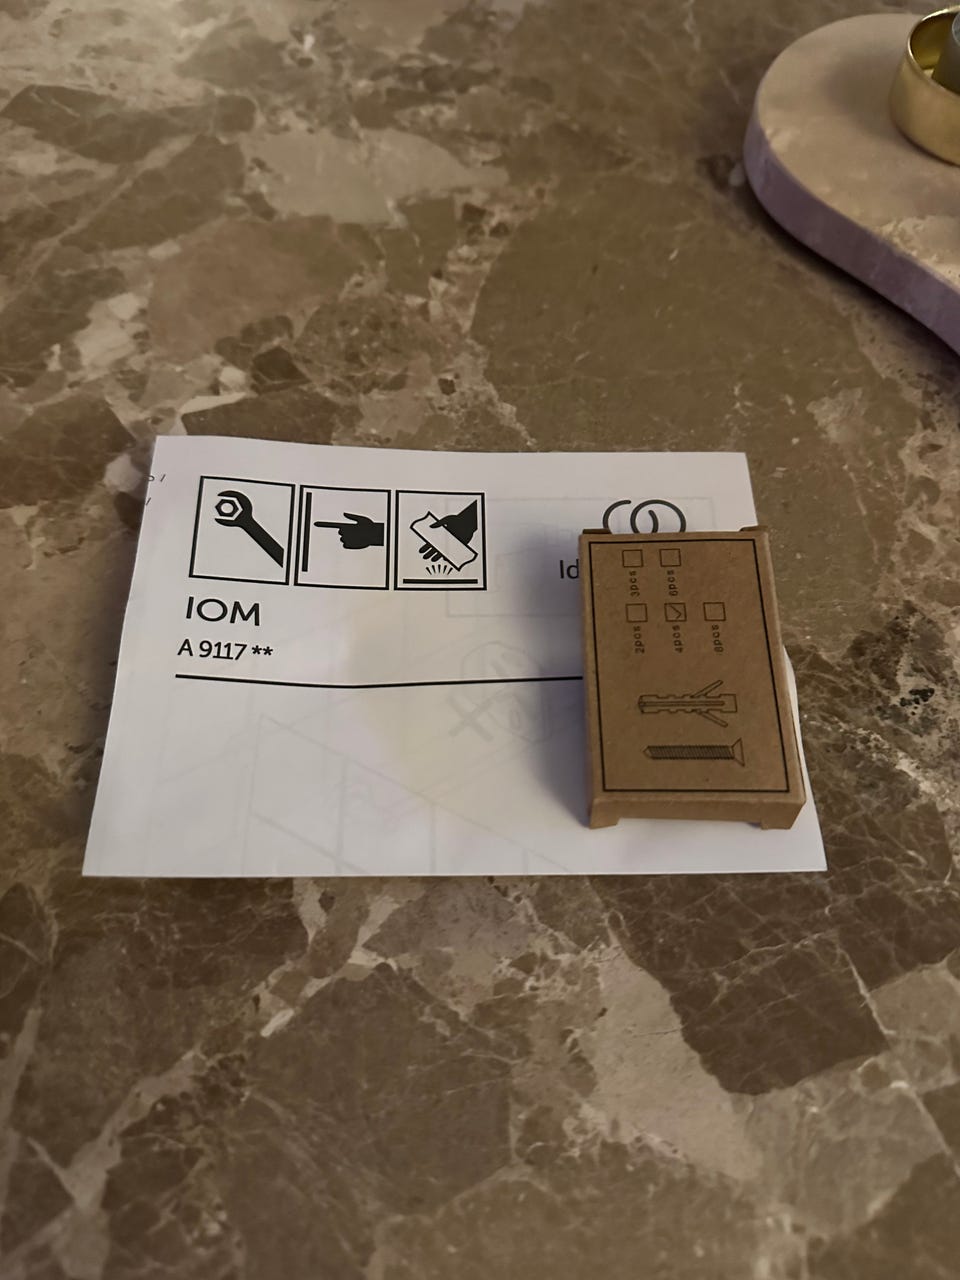 IOM
A 9117 **
Id
3pcs
6pcs
2pcs
4pcs
8pcs